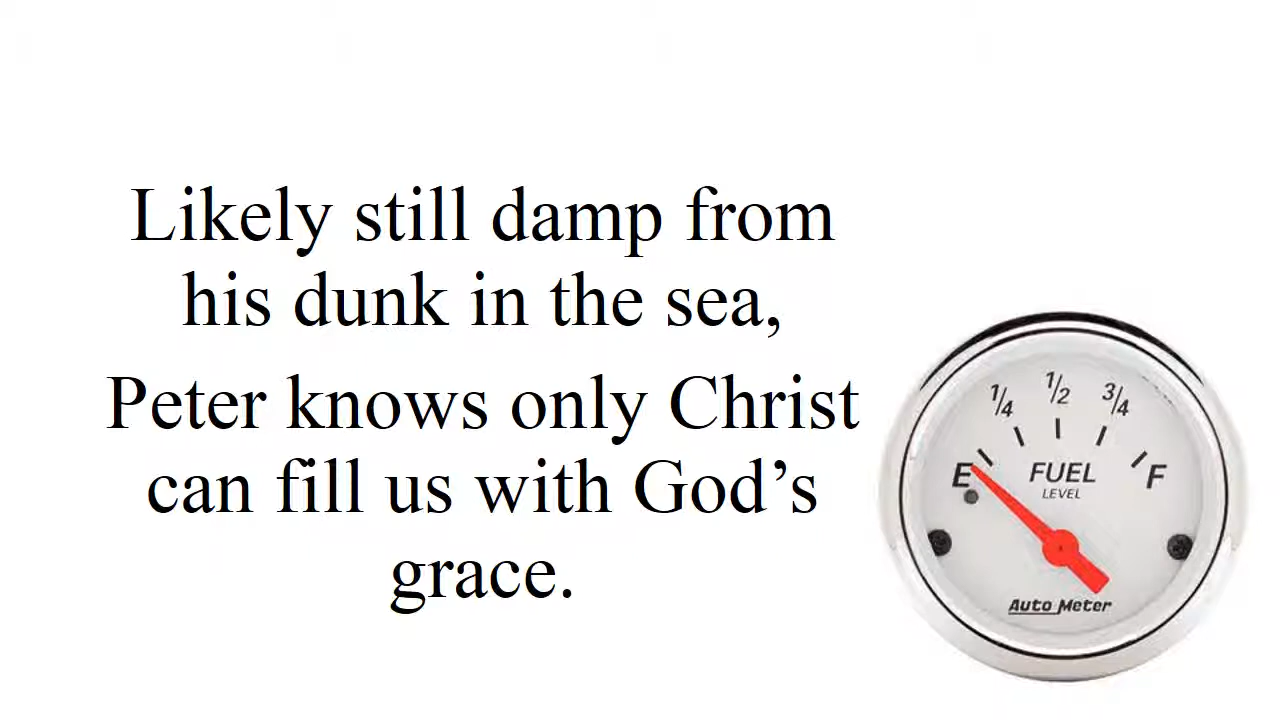 Likely still damp from
his dunk in the sea,
Peter knows only Christ
can fill us with God’s
grace.
1/4 1/2 3/4
E FUEL F
LEVEL
Auto Meter